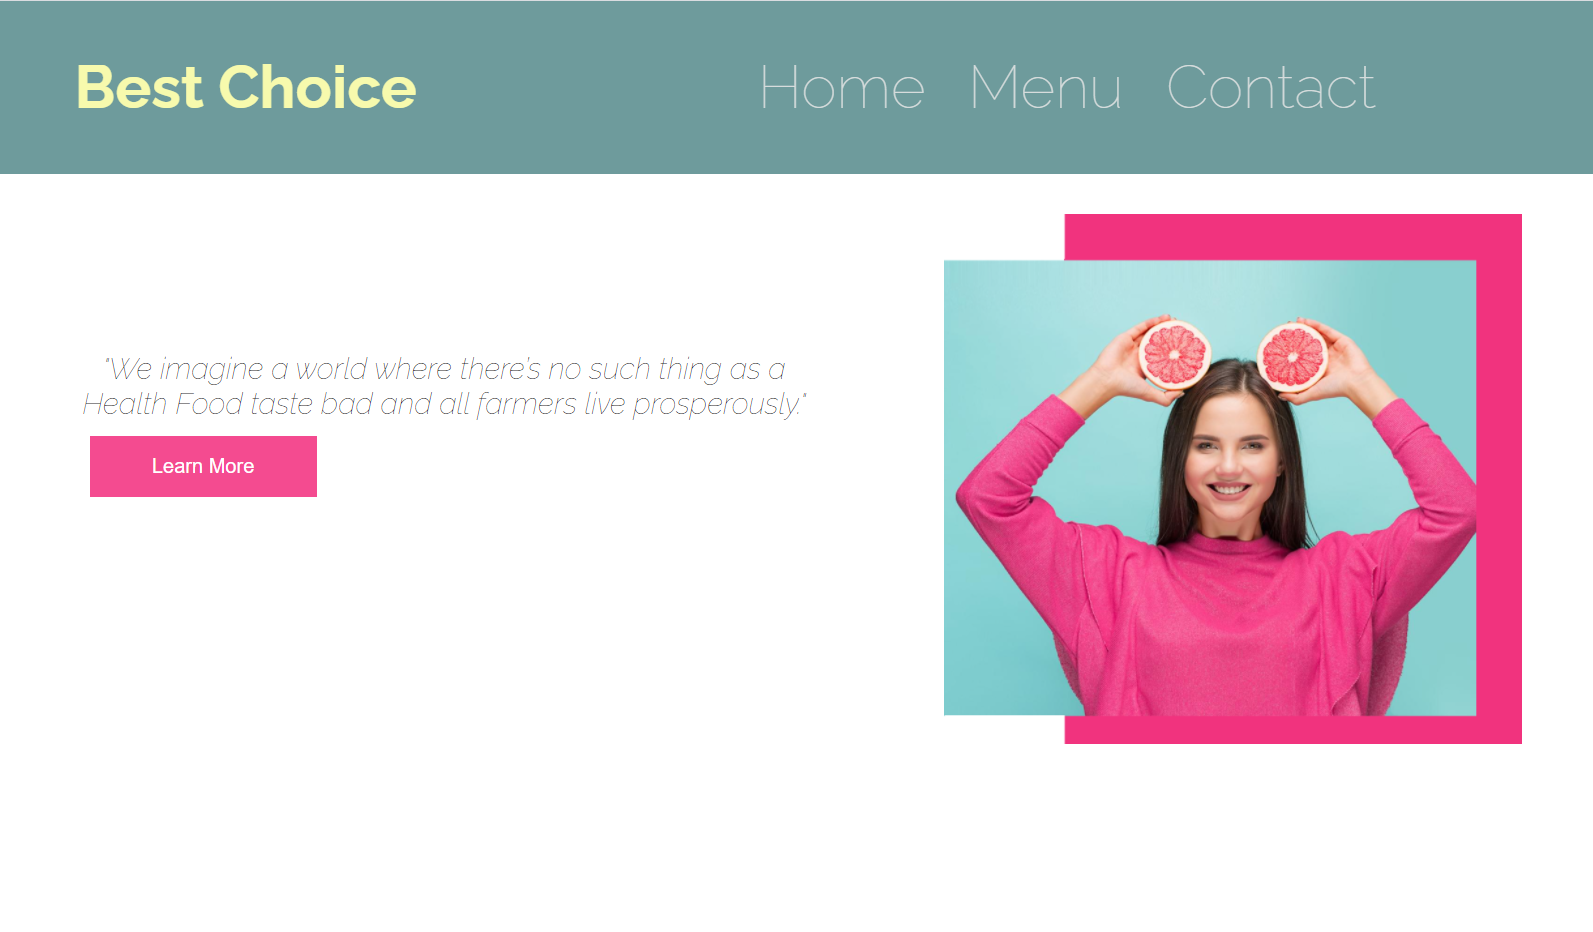 Best Choice
Home Menu Contact
"We imagine a world where there's no such thing as a
Health Food taste bad and all farmers live prosperously."
Learn More